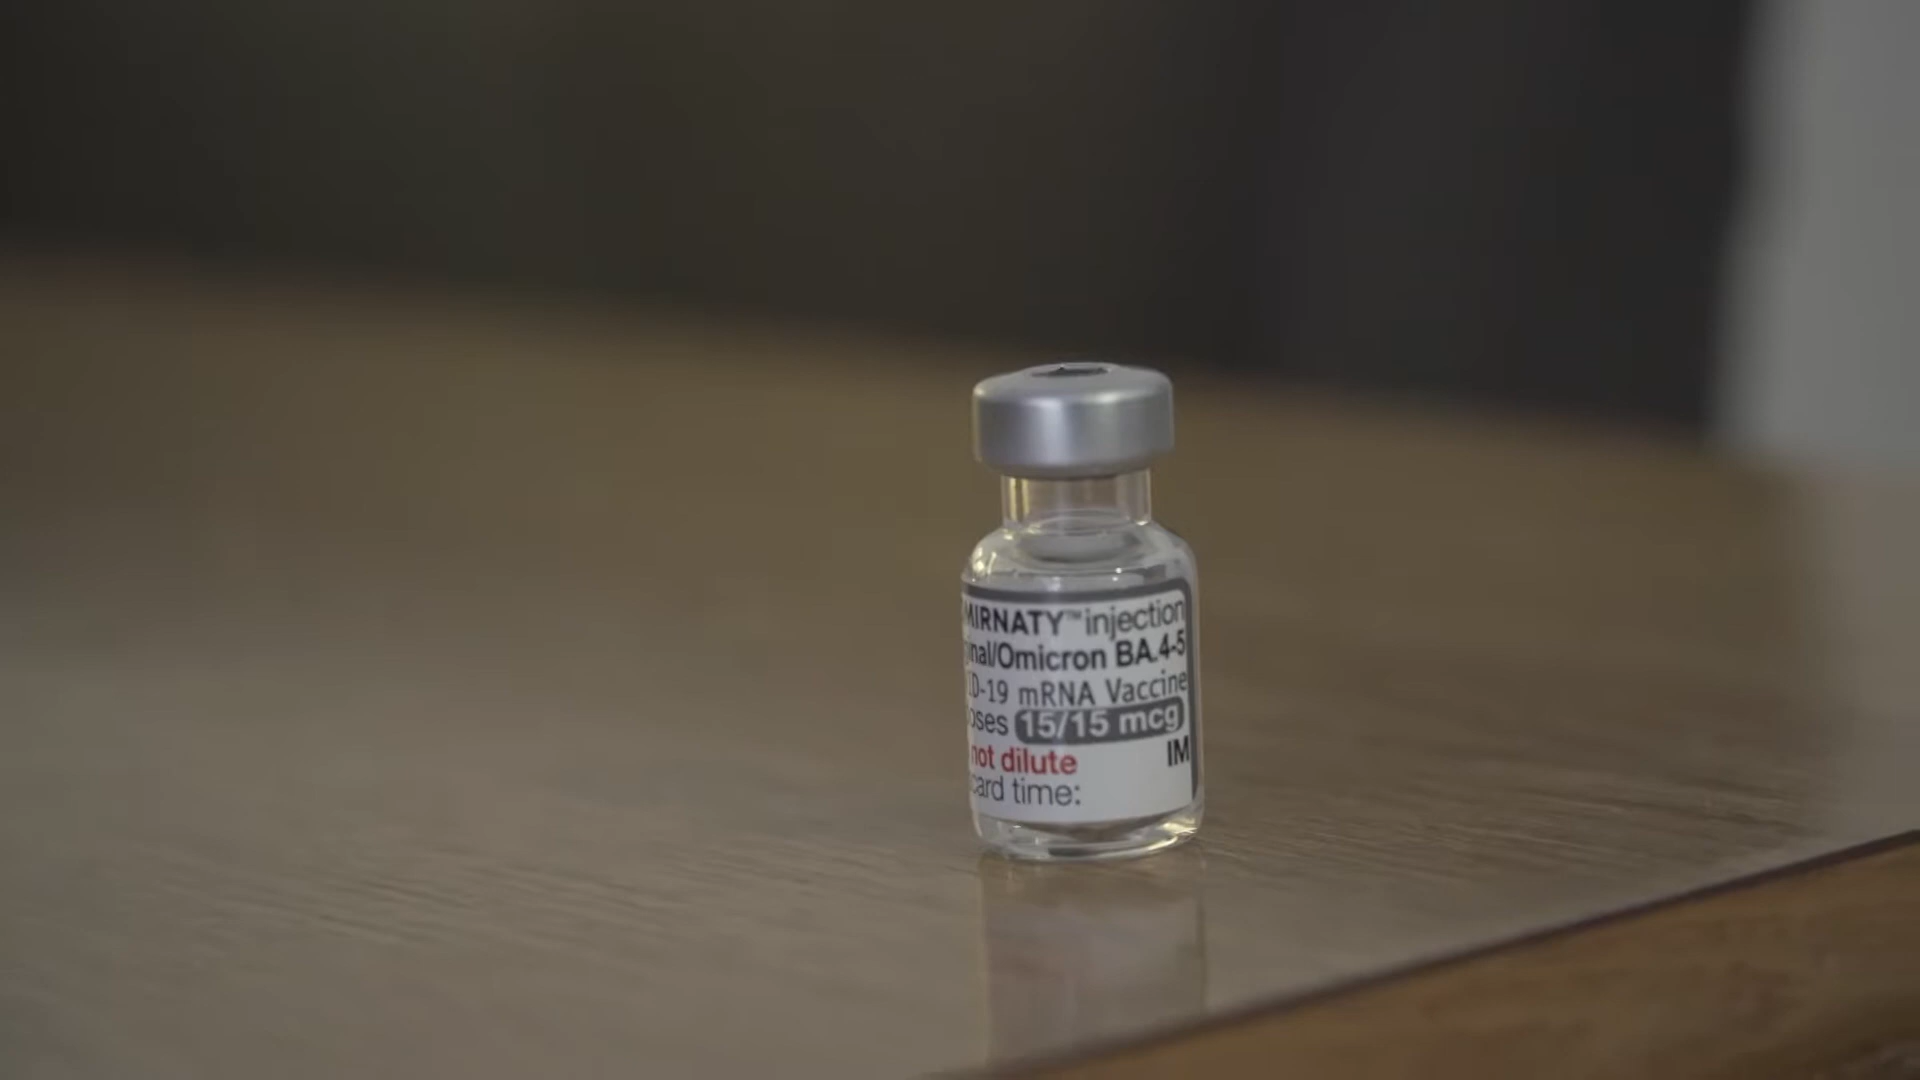 MIRNATY™ injection
inal/Omicron BA.4-5
ID-19 mRNA Vaccine
oses 15/15 mcg
not dilute IM
card time: